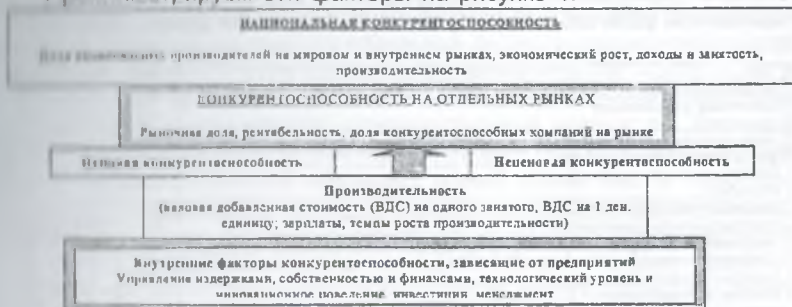 НАЦИОНАЛЬНАЯ КОНКУРЕНТОСПОСОБНОСТЬ
производителей на мировом и внутреннем рынках, экономический рост, доходы и занятость,
производительность
КОНКУРЕНТОСПОСОБНОСТЬ НА ОТДЕЛЬНЫХ РЫНКАХ
Рыночная доля, рентабельность, доля конкурентоспособных компаний на рынке
Ценовая конкурентоспособность Неценовая конкурентоспособность
Производительность
(валовая добавленная стоимость (ВДС) на одного занятого, ВДС на 1 ден.
единицу; зарплаты, темпы роста производительности)
Внутренние факторы конкурентоспособности, зависящие от предприятий
Управление издержками, собственностью и финансами, технологический уровень и
инновационное поведение, инвестиции, менеджмент